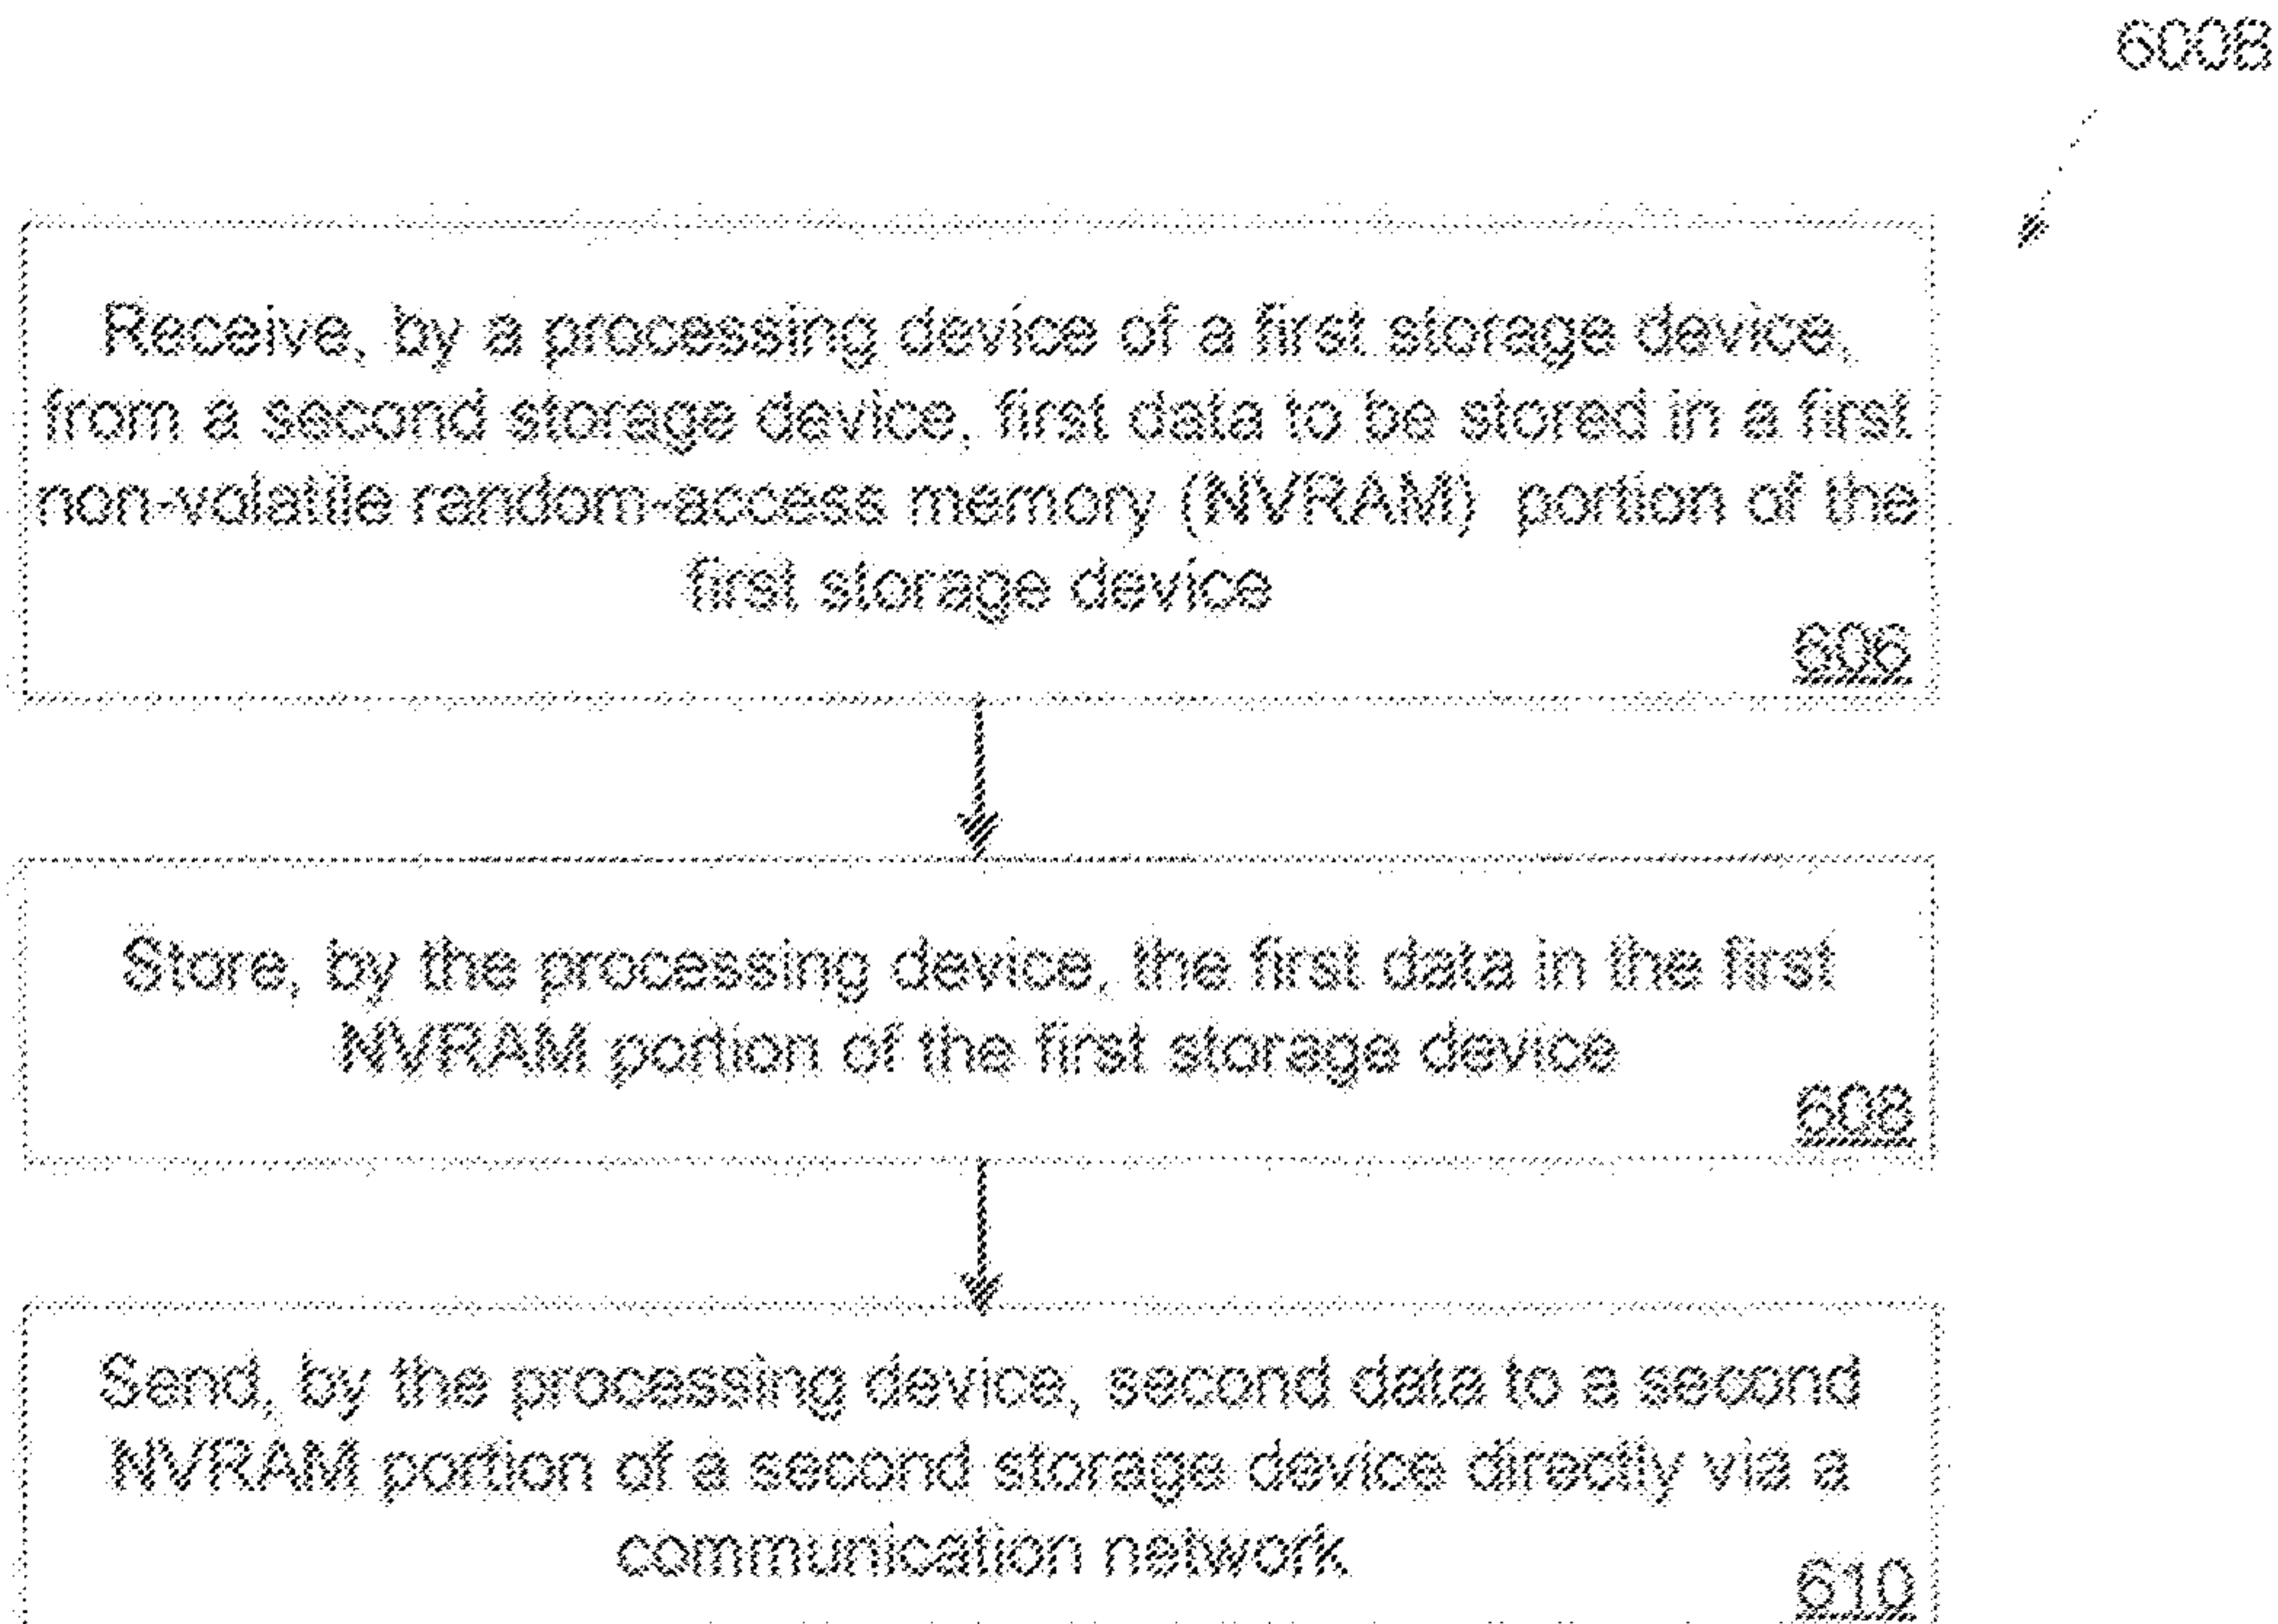 600B
Receive, by a processing device of a first storage device,
from a second storage device, first data to be stored in a first
non-volatile random-access memory (NVRAM) portion of the
first storage device
606
Store, by the processing device, the first data in the first
NVRAM portion of the first storage device
608
Send, by the processing device, second data to a second
NVRAM portion of a second storage device directly via a
communication network
610